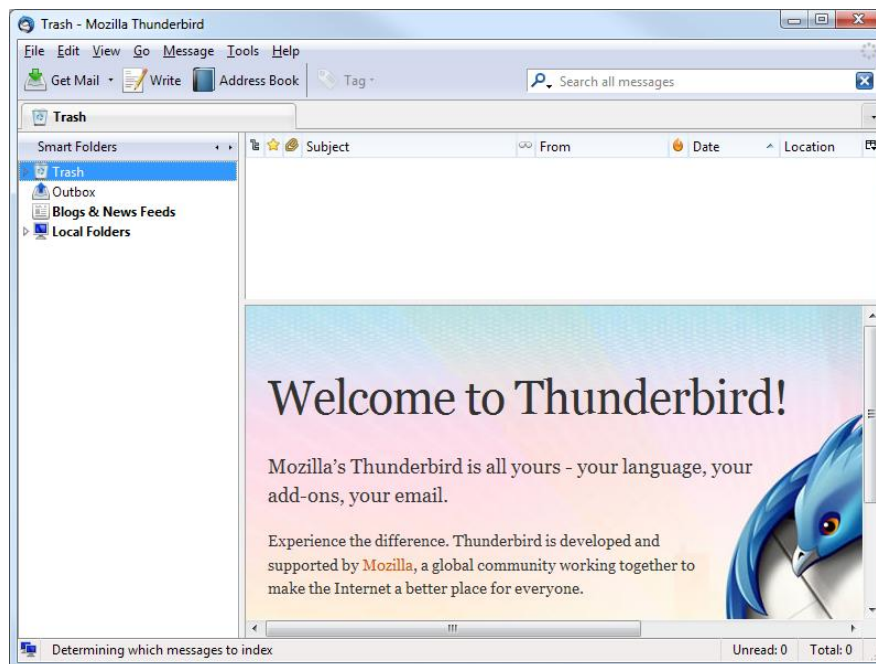 Trash - Mozilla Thunderbird
File Edit View Go Message Tools Help
Get Mail Write Address Book Tag Search all messages
Trash
Smart Folders Subject From Date Location
Trash
Outbox
Blogs & News Feeds
Local Folders
Welcome to Thunderbird!
Mozilla’s Thunderbird is all yours - your language, your
add-ons, your email.
Experience the difference. Thunderbird is developed and
supported by Mozilla, a global community working together to
make the Internet a better place for everyone.
Determining which messages to index Unread: 0 Total: 0